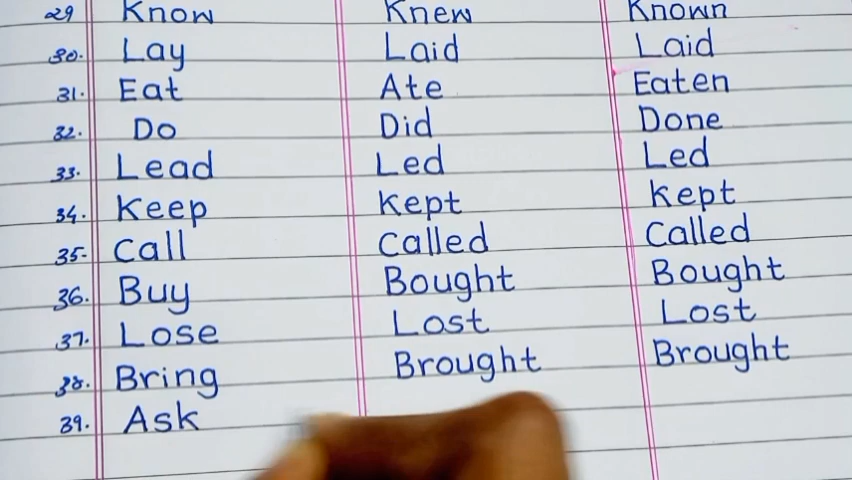 29 Know Knew Known
30. Lay Laid Laid
31. Eat Ate Eaten
32. Do Did Done
33. Lead Led Led
34. Keep Kept Kept
35- Call Called Called
36. Buy Bought Bought
37. Lose Lost Lost
38. Bring Brought Brought
39. Ask